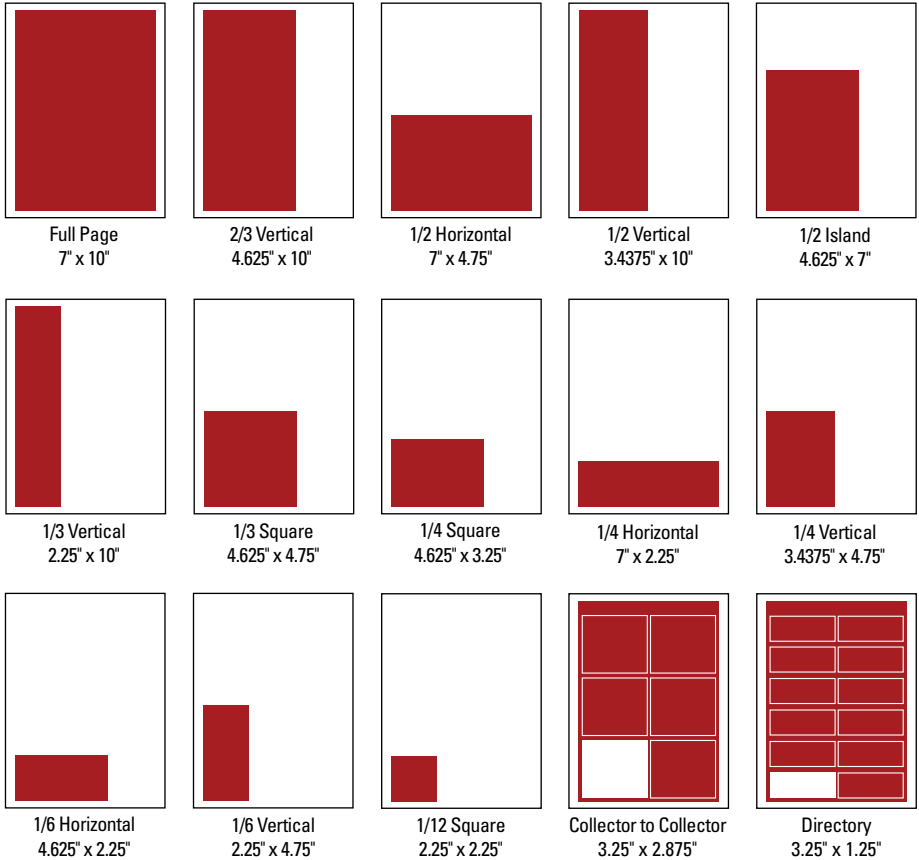 Full Page
7" x 10"
2/3 Vertical
4.625" x 10"
1/2 Horizontal
7" x 4.75"
1/2 Vertical
3.4375" x 10"
1/2 Island
4.625" x 7"
1/3 Vertical
2.25" x 10"
1/3 Square
4.625" x 4.75"
1/4 Square
4.625" x 3.25"
1/4 Horizontal
7" x 2.25"
1/4 Vertical
3.4375" x 4.75"
1/6 Horizontal
4.625" x 2.25"
1/6 Vertical
2.25" x 4.75"
1/12 Square
2.25" x 2.25"
Collector to Collector
3.25" x 2.875"
Directory
3.25" x 1.25"